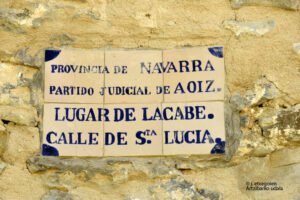 PROVINCIA DE NAVARRA
PARTIDO JUDICIAL DE AOIZ.
LUGAR DE LACABE.
CALLE DE STA LUCIA.